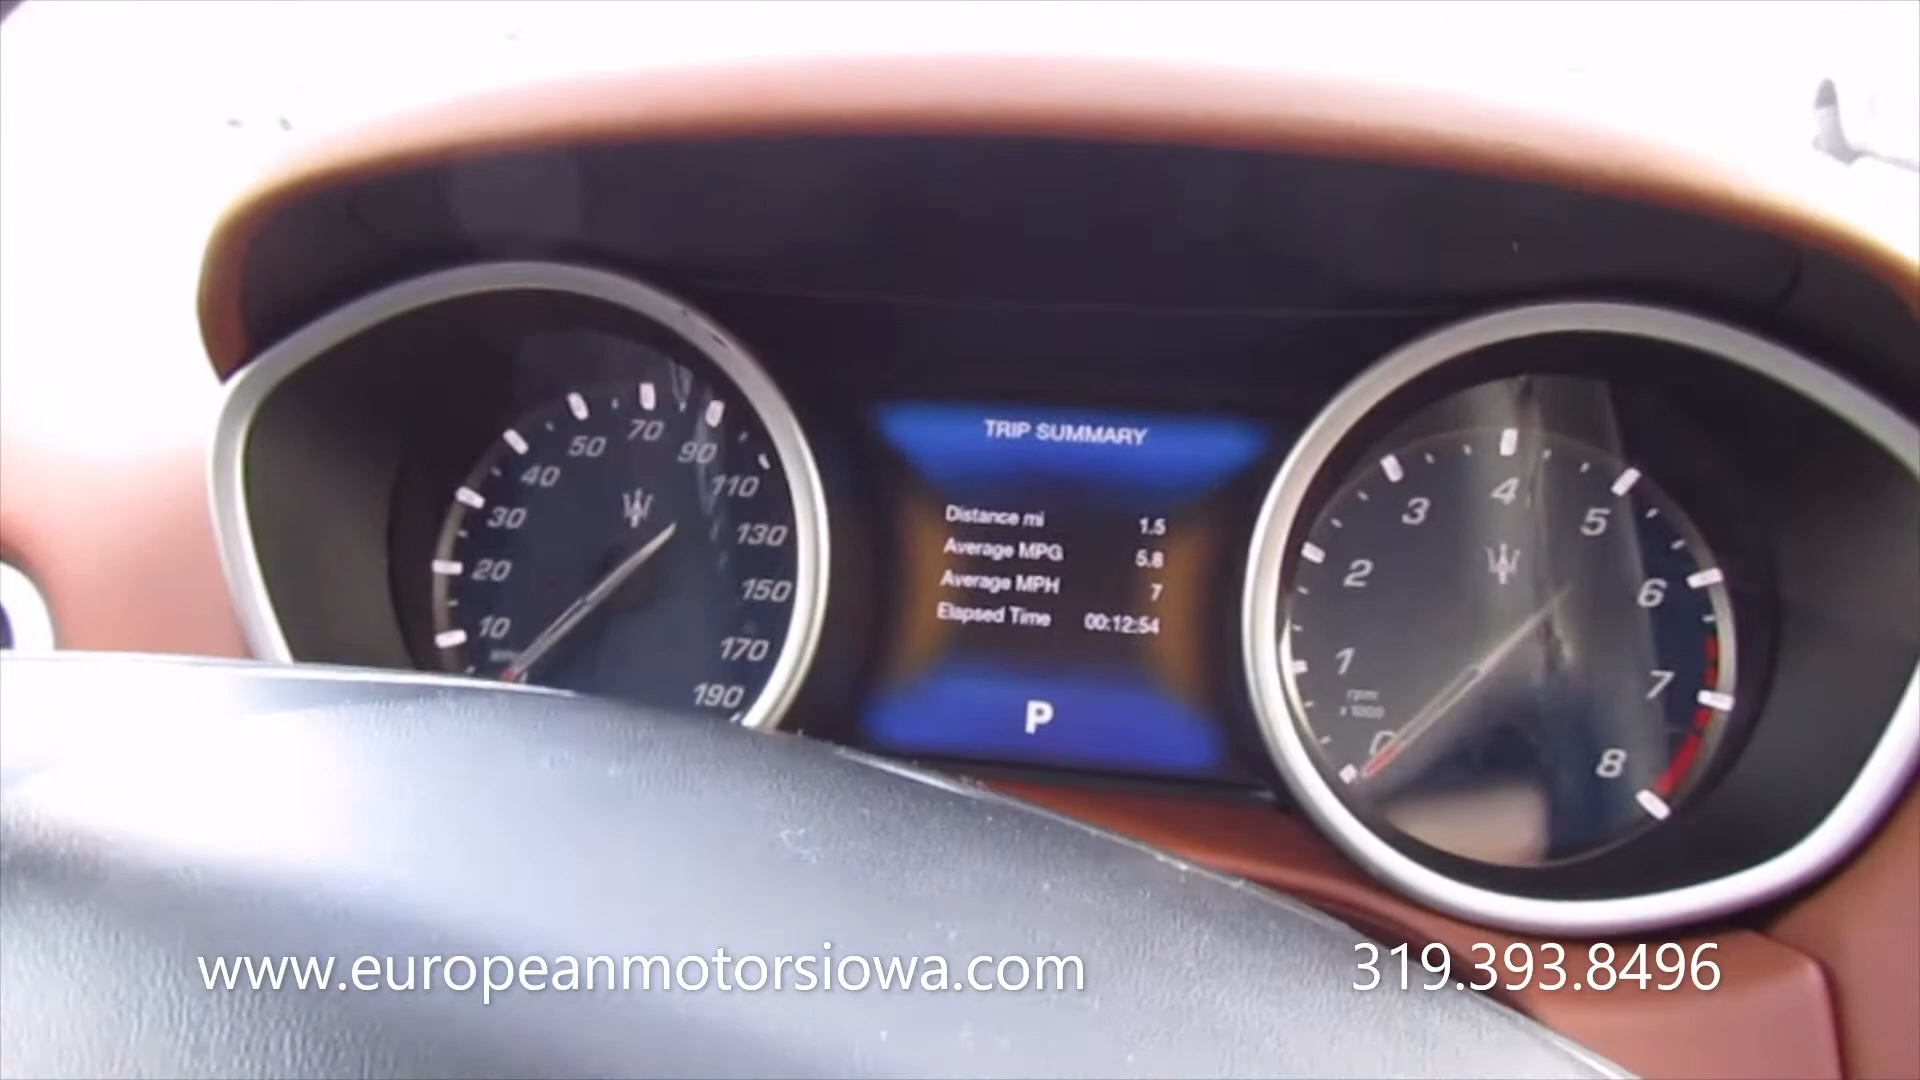 TRIP SUMMARY
Distance mi 1.5
Average MPG 5.8
Average MPH 7
Elapsed Time 00:12:54
P
10
20
30
40
50
70
90
110
130
150
170
190
rpm
x 1000
0
1
2
3
4
5
6
7
8
www.europeanmotorsiowa.com 319.393.8496